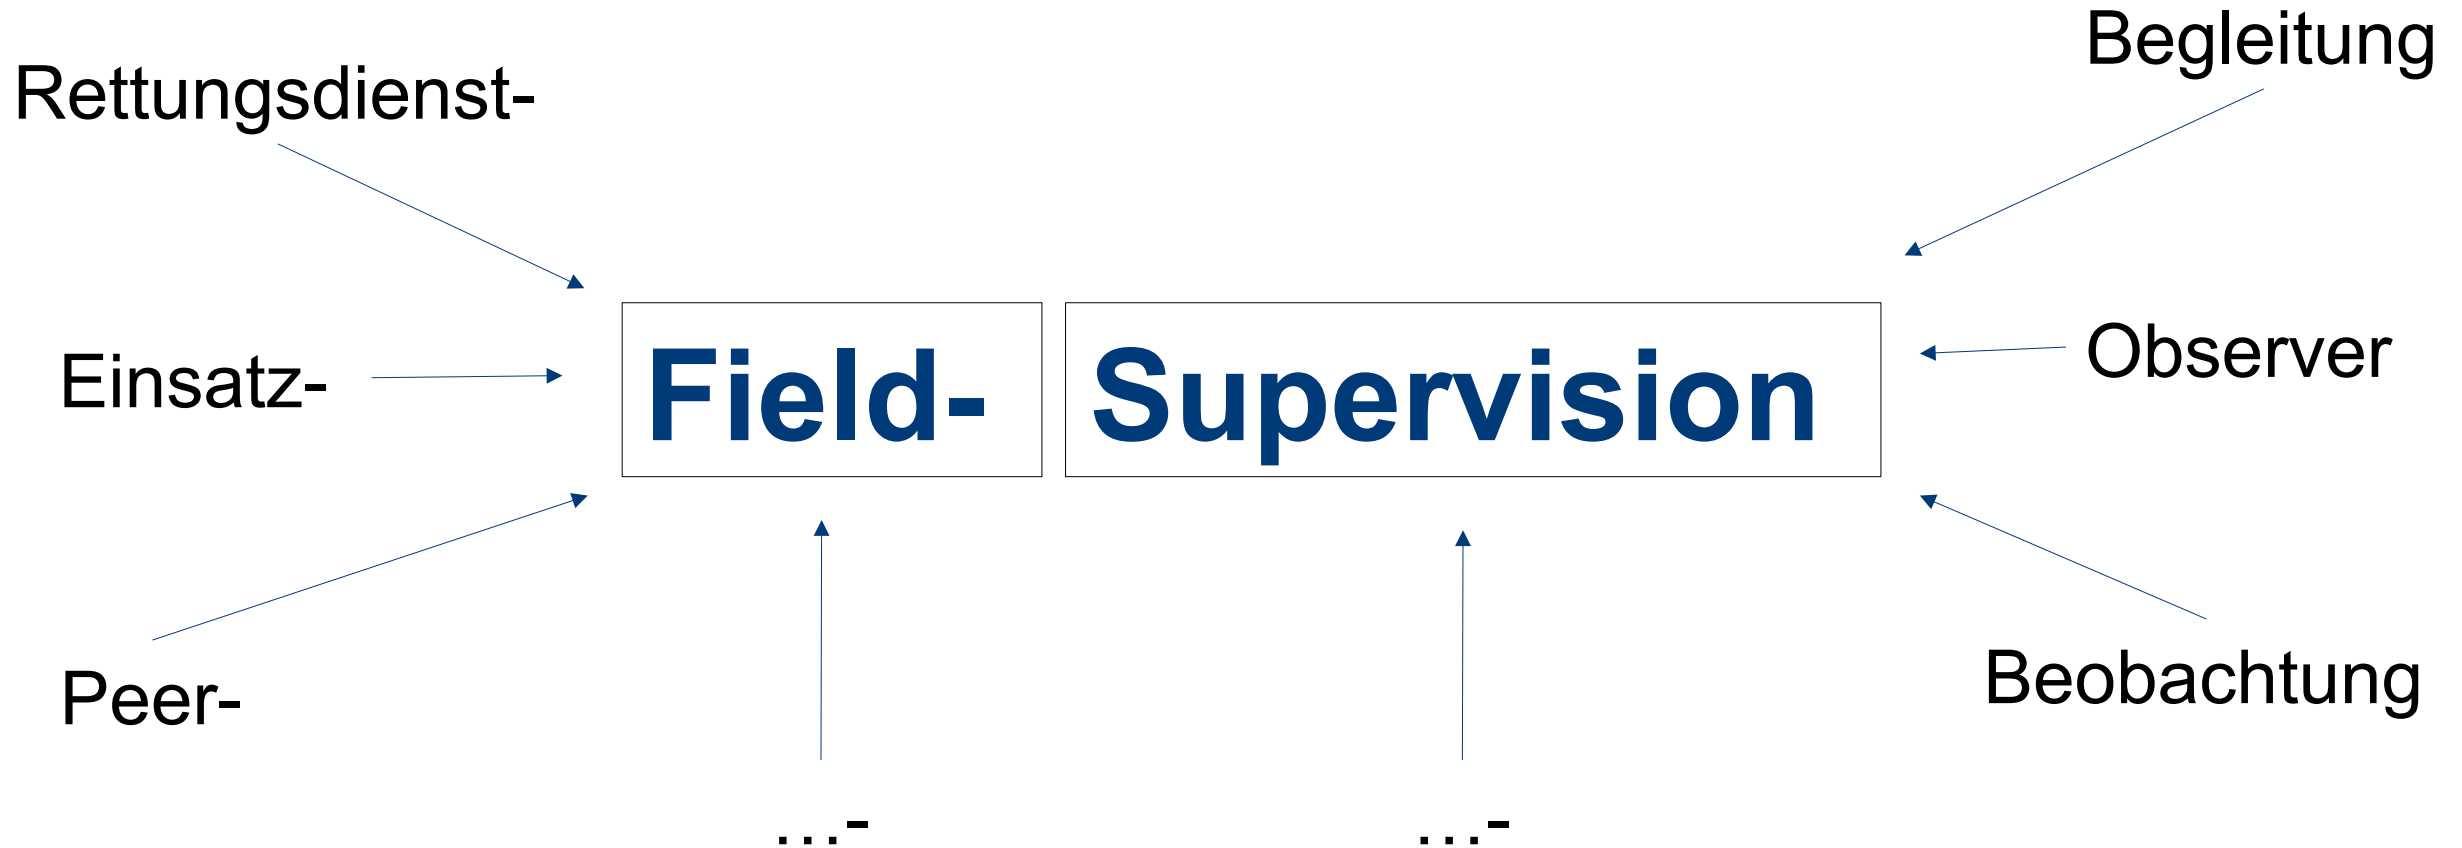 Begleitung
Rettungsdienst-
Observer
Einsatz-
Field- Supervision
Beobachtung
Peer-
…-
…-